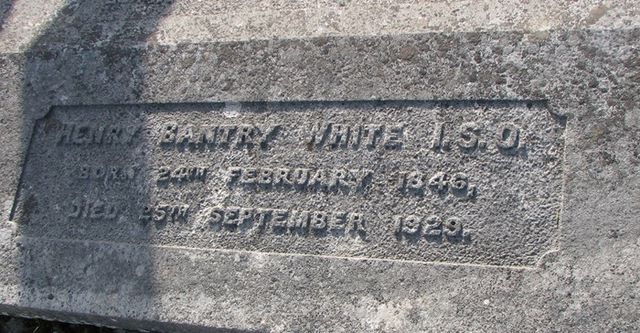 HENRY BANTRY WHITE I.S.O.
BORN 24TH FEBRUARY 1846,
DIED 25TH SEPTEMBER 1929.